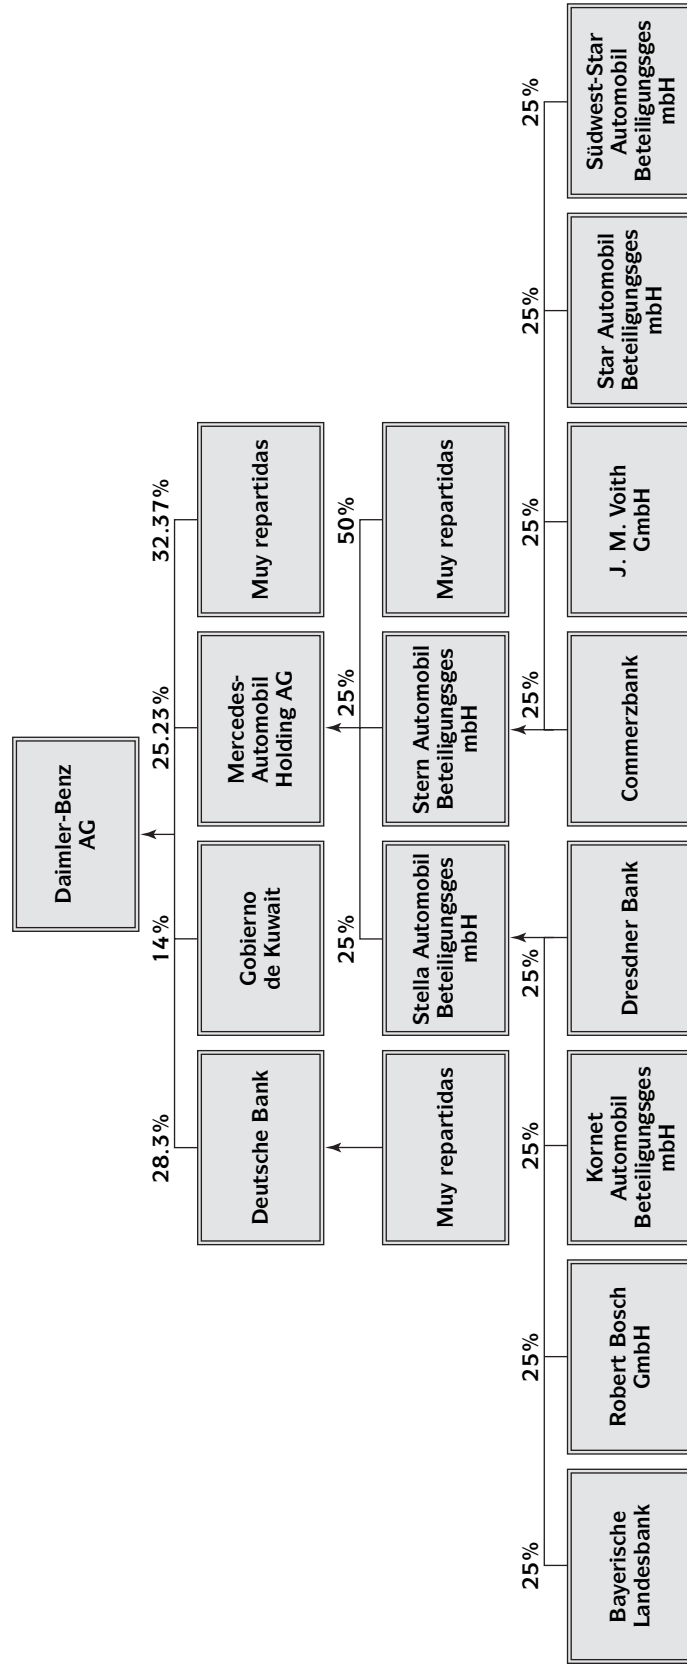 Daimler-Benz
AG
28.3%
14%
25.23%
32.37%
Deutsche Bank
Gobierno
de Kuwait
Mercedes-
Automobil
Holding AG
Muy repartidas
25%
25%
50%
Muy repartidas
Stella Automobil
Beteiligungsges
mbH
Stern Automobil
Beteiligungsges
mbH
Muy repartidas
25%
25%
25%
25%
25%
25%
25%
25%
Bayerische
Landesbank
Robert Bosch
GmbH
Kornet
Automobil
Beteiligungsges
mbH
Dresdner Bank
Commerzbank
J. M. Voith
GmbH
Star Automobil
Beteiligungsges
mbH
Südwest-Star
Automobil
Beteiligungsges
mbH